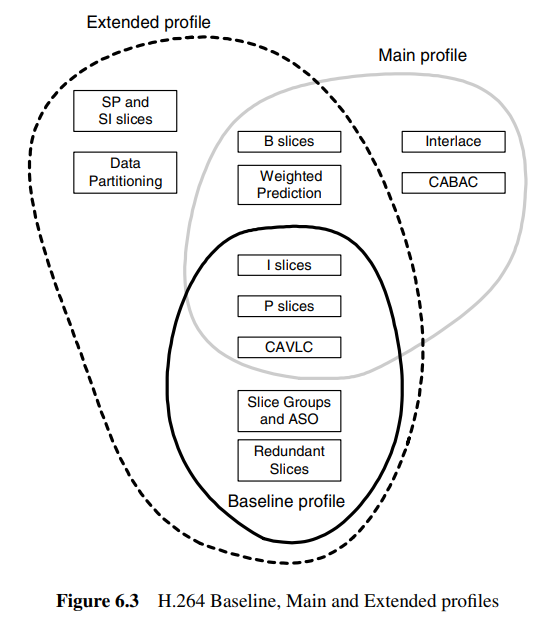 Extended profile
Main profile
SP and
SI slices
B slices
Interlace
Data
Partitioning
Weighted
Prediction
CABAC
I slices
P slices
CAVLC
Slice Groups
and ASO
Redundant
Slices
Baseline profile
Figure 6.3 H.264 Baseline, Main and Extended profiles